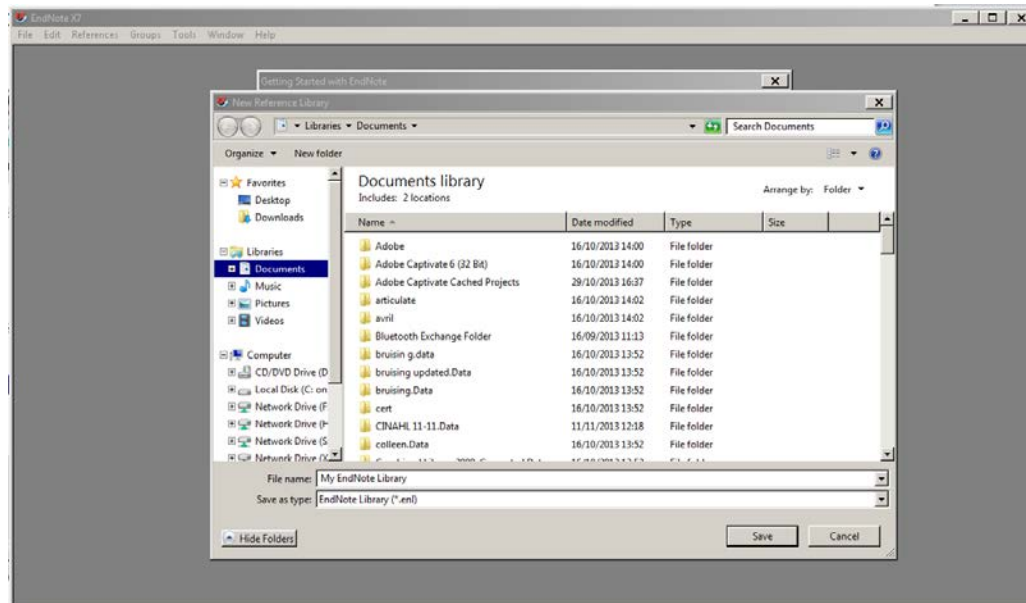 EndNote X7
File Edit References Groups Tools Window Help
Getting Started with EndNote
New Reference Library
Libraries Documents
Search Documents
Organize New folder
Favorites
Desktop
Downloads
Libraries
Documents
Music
Pictures
Videos
Computer
CD/DVD Drive (D
Local Disk (C: on
Network Drive (F
Network Drive (H
Network Drive (S
Network Drive (X
Documents library
Includes: 2 locations
Arrange by: Folder
Name Date modified Type Size
Adobe 16/10/2013 14:00 File folder
Adobe Captivate 6 (32 Bit) 16/10/2013 14:00 File folder
Adobe Captivate Cached Projects 29/10/2013 16:37 File folder
articulate 16/10/2013 14:02 File folder
avril 16/10/2013 14:02 File folder
Bluetooth Exchange Folder 16/09/2013 11:13 File folder
bruisin g.data 16/10/2013 13:52 File folder
bruising updated.Data 16/10/2013 13:52 File folder
bruising.Data 16/10/2013 13:52 File folder
cert 16/10/2013 13:52 File folder
CINAHL 11-11.Data 11/11/2013 12:18 File folder
colleen.Data 16/10/2013 13:52 File folder
File name: My EndNote Library
Save as type: EndNote Library (*.enl)
Hide Folders
Save Cancel